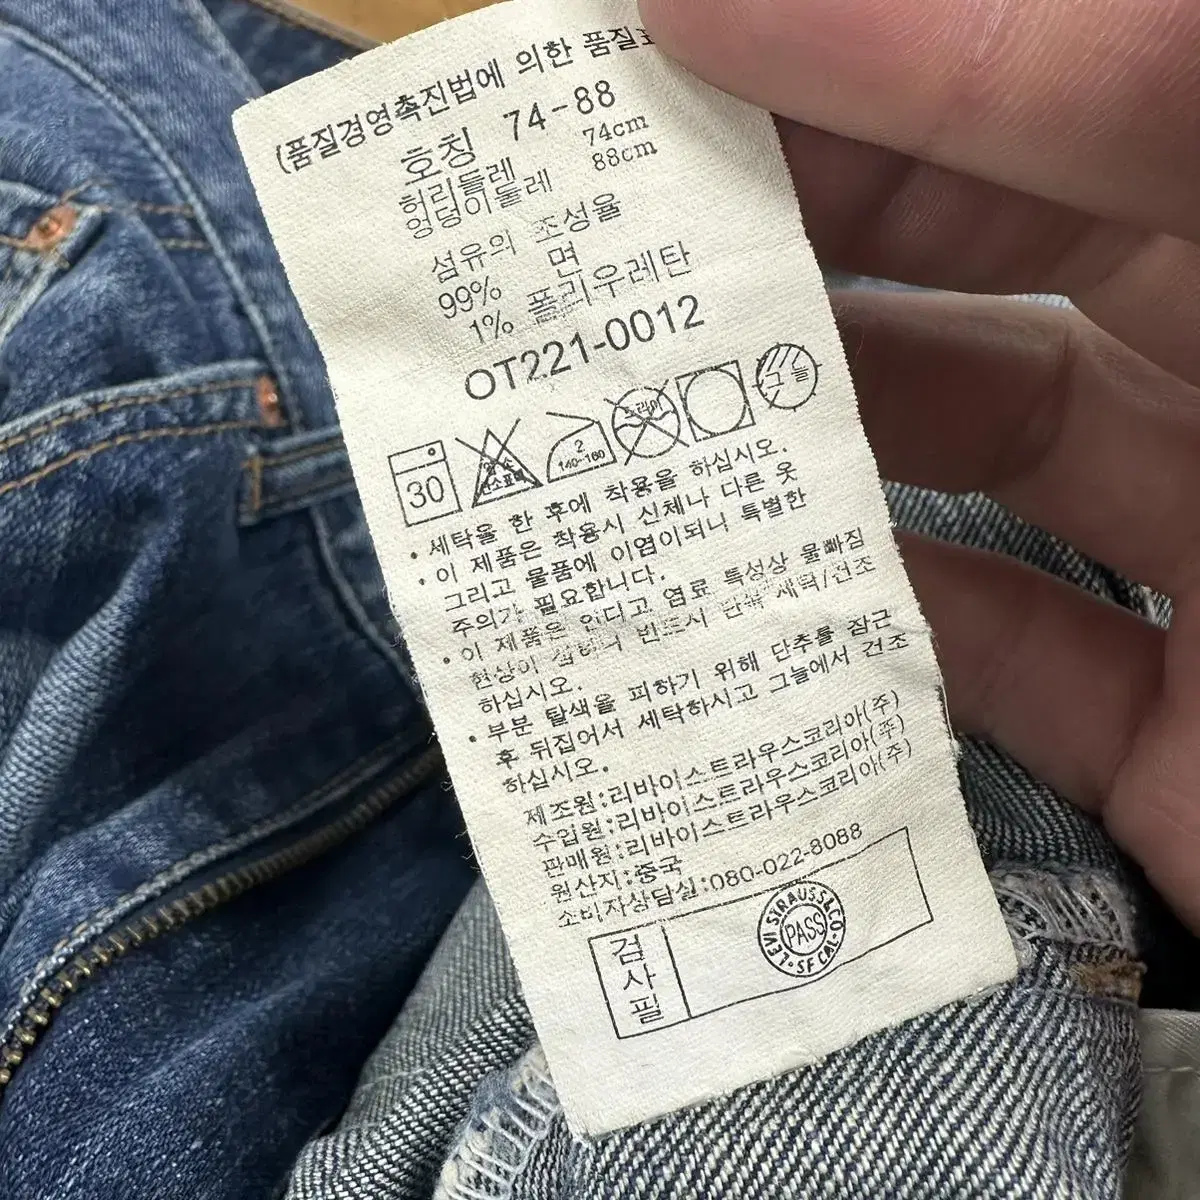 (품질경영촉진법에 의한 품질표
호칭 74-88
허리둘레 74cm
엉덩이둘레 88cm
섬유의 조성율
99% 면
1% 폴리우레탄
OT221-0012
30 염소 산소표백 2 140~160 드라이 그늘
• 세탁을 한 후에 착용을 하십시오.
• 이 제품은 착용시 신체나 다른 옷
그리고 물품에 이염이되니 특별한
주의가 필요합니다.
• 이 제품은 인디고 염료 특성상 물빠짐
현상이 심하니 반드시 단독 세탁/건조
하십시오.
• 부분 탈색을 피하기 위해 단추를 잠근
후 뒤집어서 세탁하시고 그늘에서 건조
하십시오.
제조원:리바이스트라우스코리아(주)
수입원:리바이스트라우스코리아(주)
판매원:리바이스트라우스코리아(주)
원산지:중국
소비자상담실:080-022-8088
검사필
LEVI STRAUSS&CO
PASS
SF CAL